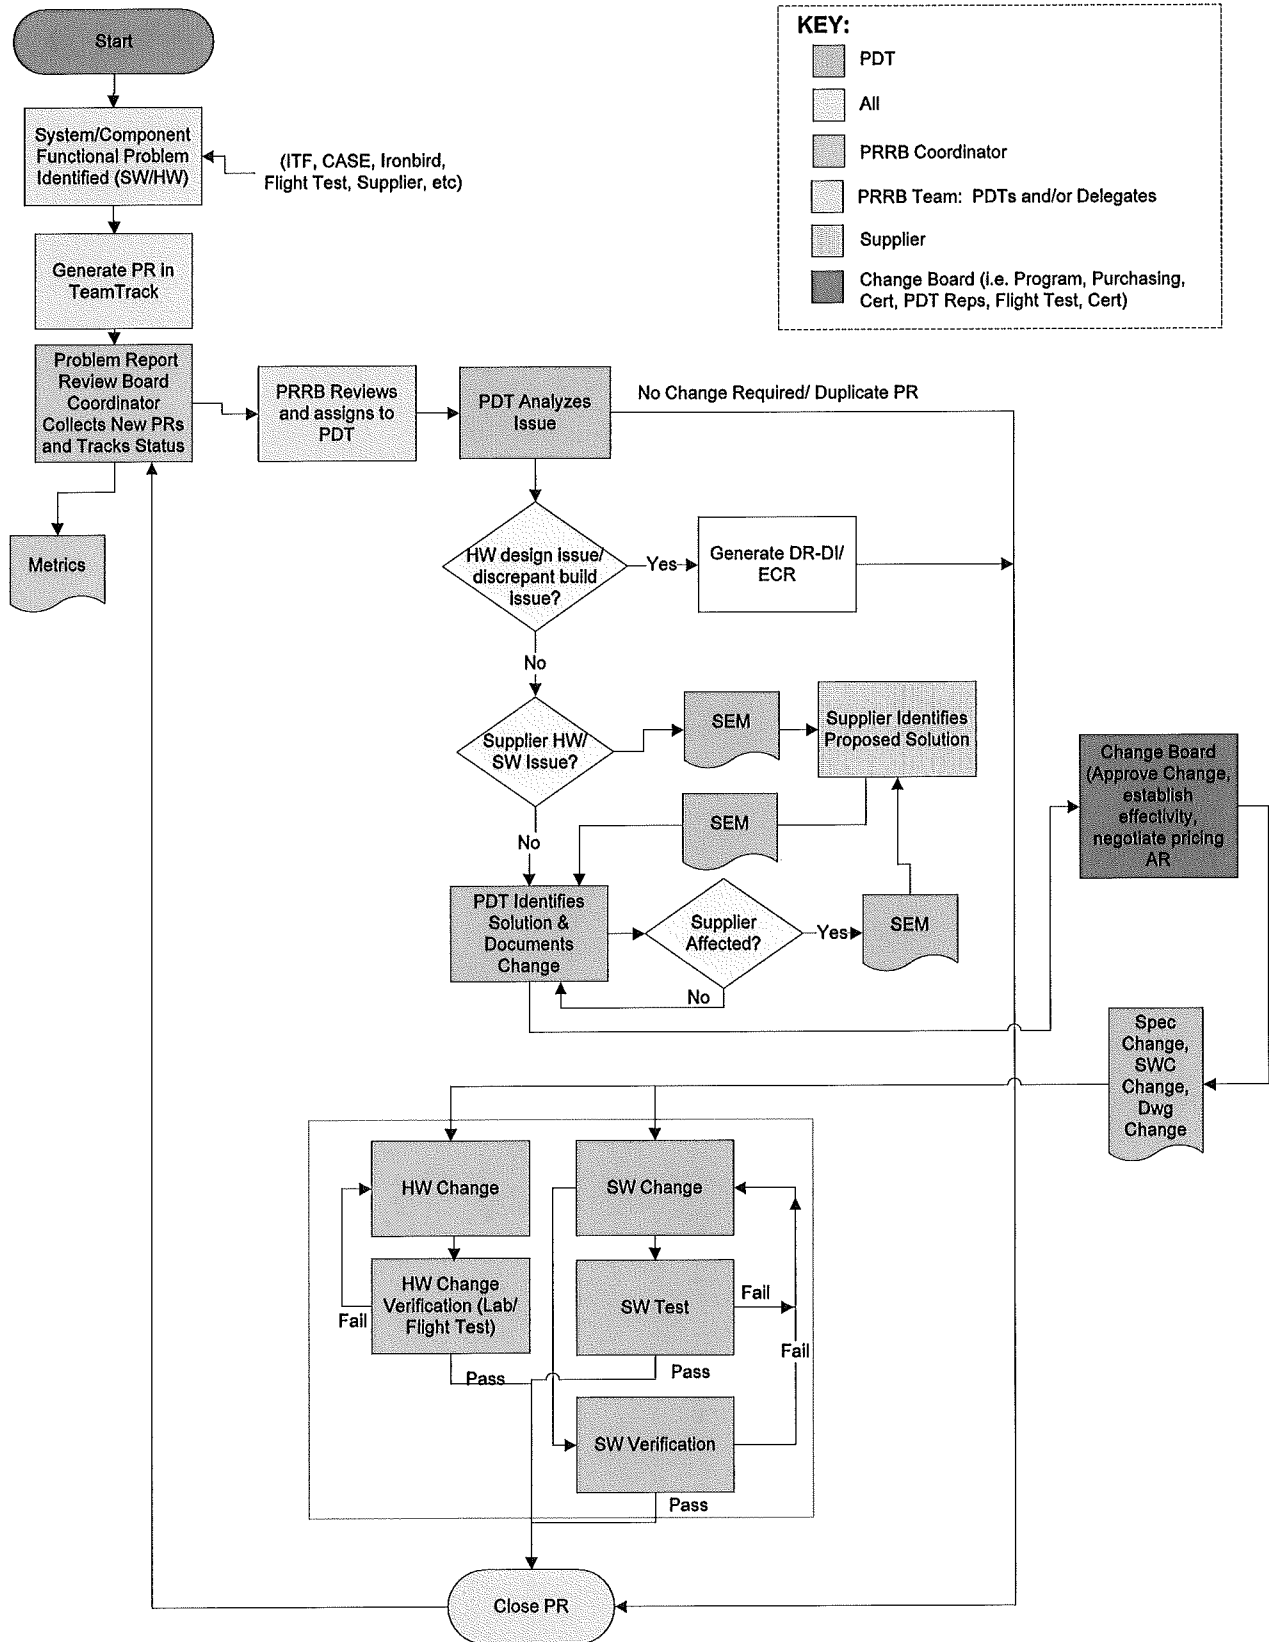 Start
KEY:
PDT
All
PRRB Coordinator
PRRB Team: PDTs and/or Delegates
Supplier
Change Board (i.e. Program, Purchasing,
Cert, PDT Reps, Flight Test, Cert)
System/Component
Functional Problem
Identified (SW/HW)
(ITF, CASE, Ironbird,
Flight Test, Supplier, etc)
Generate PR in
TeamTrack
Problem Report
Review Board
Coordinator
Collects New PRs
and Tracks Status
PRRB Reviews
and assigns to
PDT
PDT Analyzes
Issue
No Change Required/ Duplicate PR
Metrics
HW design issue/
discrepant build
issue?
Yes
Generate DR-DI/
ECR
No
Supplier HW/
SW Issue?
SEM
Supplier Identifies
Proposed Solution
Change Board
(Approve Change,
establish
effectivity,
negotiate pricing
AR
SEM
No
PDT Identifies
Solution &
Documents
Change
Supplier
Affected?
Yes
SEM
No
Spec
Change,
SWC
Change,
Dwg
Change
HW Change
SW Change
HW Change
Verification (Lab/
Flight Test)
Fail
SW Test
Fail
Fail
Pass
Pass
SW Verification
Pass
Close PR